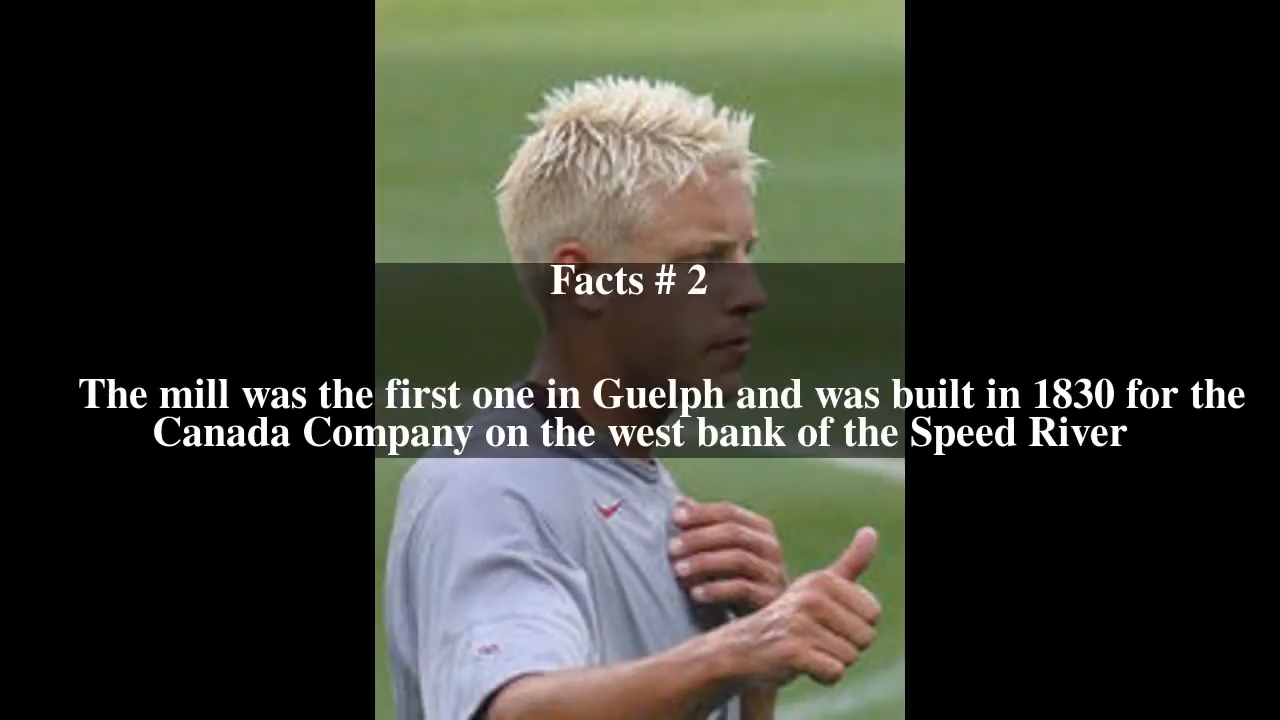 Facts # 2
The mill was the first one in Guelph and was built in 1830 for the
Canada Company on the west bank of the Speed River